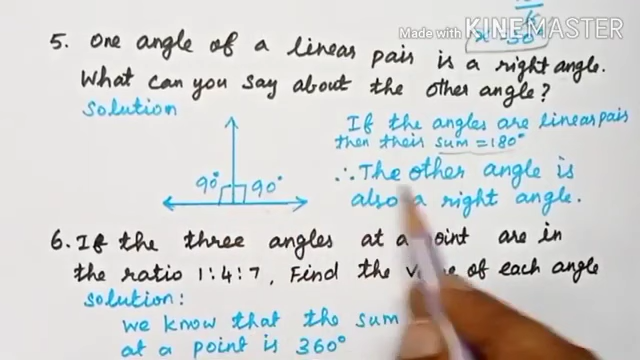 Made with KINEMASTER
5. One angle of a linear pair is a right angle.
What can you say about the other angle?
Solution
If the angles are linear pairs
then their sum = 180°
90° 90°
∴ The other angle is
also a right angle.
6. If the three angles at a point are in
the ratio 1:4:7, Find the of each angle
Solution:
We know that the sum
at a point is 360°